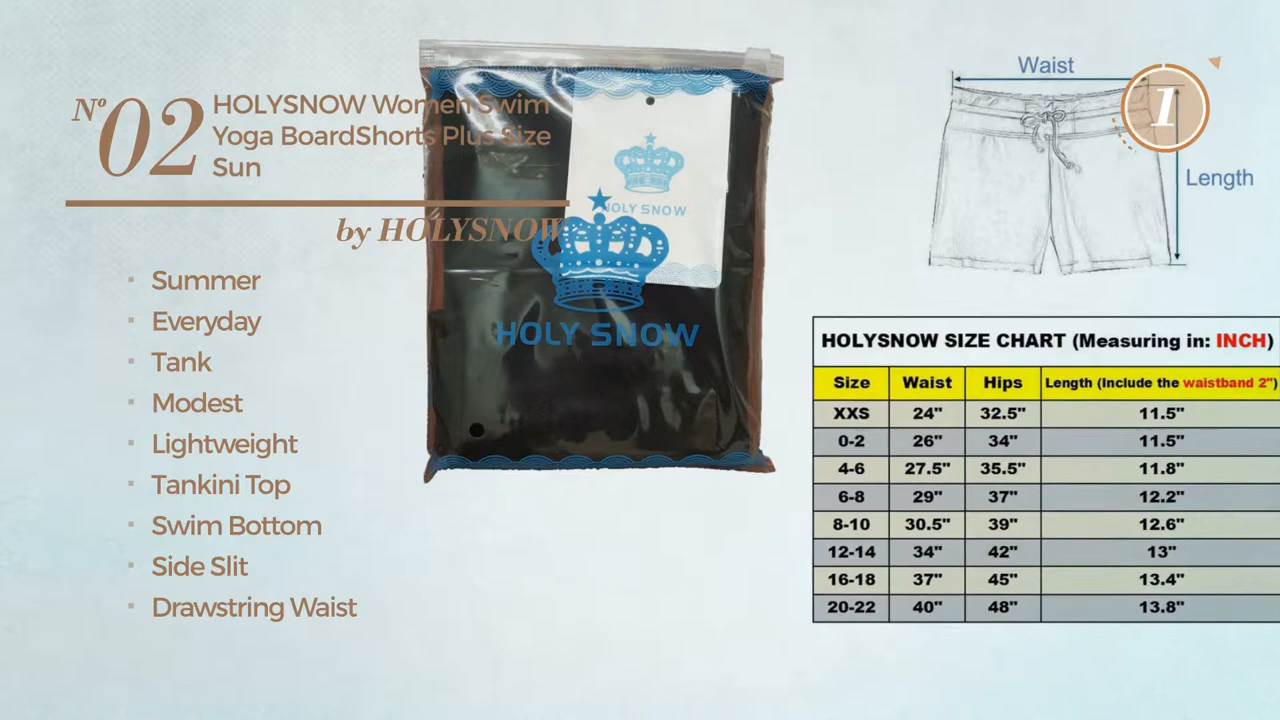 Nº 02
HOLYSNOW Women Swim
Yoga BoardShorts Plus Size
Sun
by HOLYSNOW
Summer
Everyday
Tank
Modest
Lightweight
Tankini Top
Swim Bottom
Side Slit
Drawstring Waist
HOLY SNOW
HOLY SNOW
Waist
1
Length
HOLYSNOW SIZE CHART (Measuring in: INCH)
Size Waist Hips Length (Include the waistband 2")
XXS 24" 32.5" 11.5"
0-2 26" 34" 11.5"
4-6 27.5" 35.5" 11.8"
6-8 29" 37" 12.2"
8-10 30.5" 39" 12.6"
12-14 34" 42" 13"
16-18 37" 45" 13.4"
20-22 40" 48" 13.8"